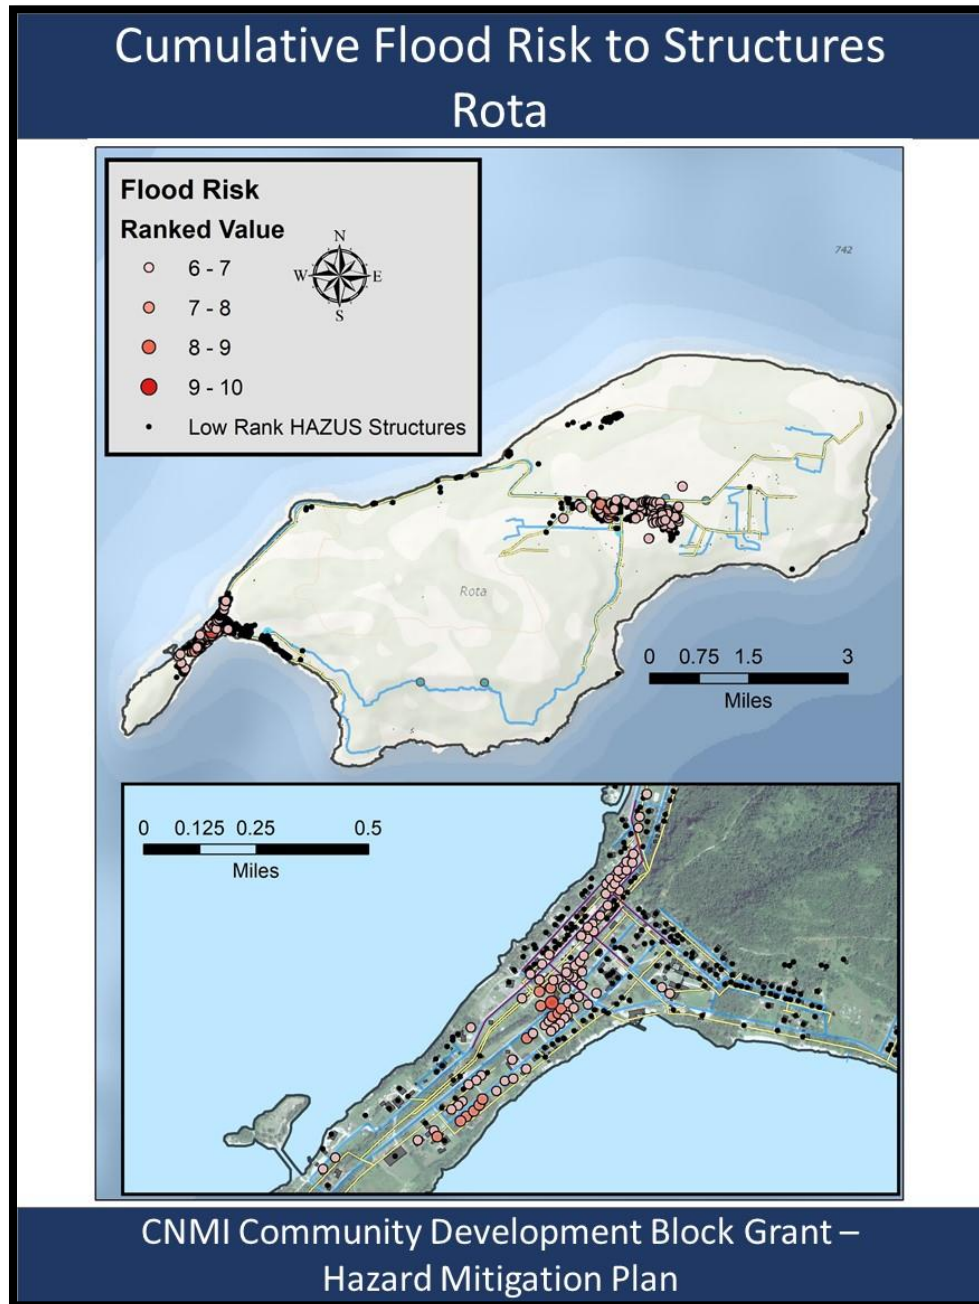 Cumulative Flood Risk to Structures
Rota
Flood Risk
Ranked Value
N
W E
S
6 - 7
7 - 8
8 - 9
9 - 10
Low Rank HAZUS Structures
742
Rota
0 0.75 1.5 3
Miles
0 0.125 0.25 0.5
Miles
CNMI Community Development Block Grant –
Hazard Mitigation Plan